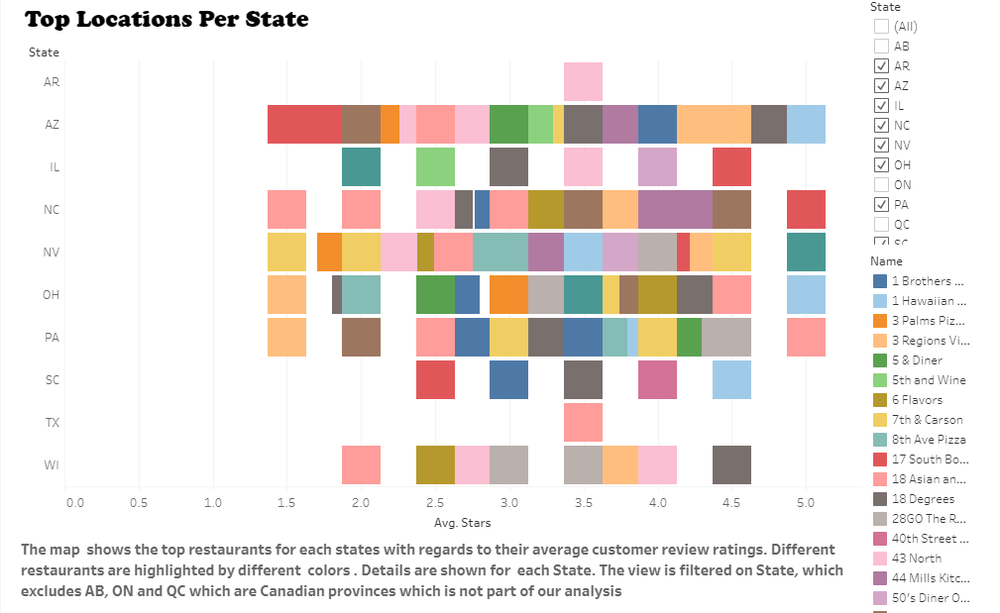 Top Locations Per State
State
AR
AZ
IL
NC
NV
OH
PA
SC
TX
WI
0.0 0.5 1.0 1.5 2.0 2.5 3.0 3.5 4.0 4.5 5.0
Avg. Stars
The map shows the top restaurants for each states with regards to their average customer review ratings. Different
restaurants are highlighted by different colors . Details are shown for each State. The view is filtered on State, which
excludes AB, ON and QC which are Canadian provinces which is not part of our analysis
State
(All)
AB
AR
AZ
IL
NC
NV
OH
ON
PA
QC
SC
Name
1 Brothers ...
1 Hawaiian ...
3 Palms Piz...
3 Regions Vi...
5 & Diner
5th and Wine
6 Flavors
7th & Carson
8th Ave Pizza
17 South Bo...
18 Asian an...
18 Degrees
28GO The R...
40th Street ...
43 North
44 Mills Kitc...
50's Diner O...